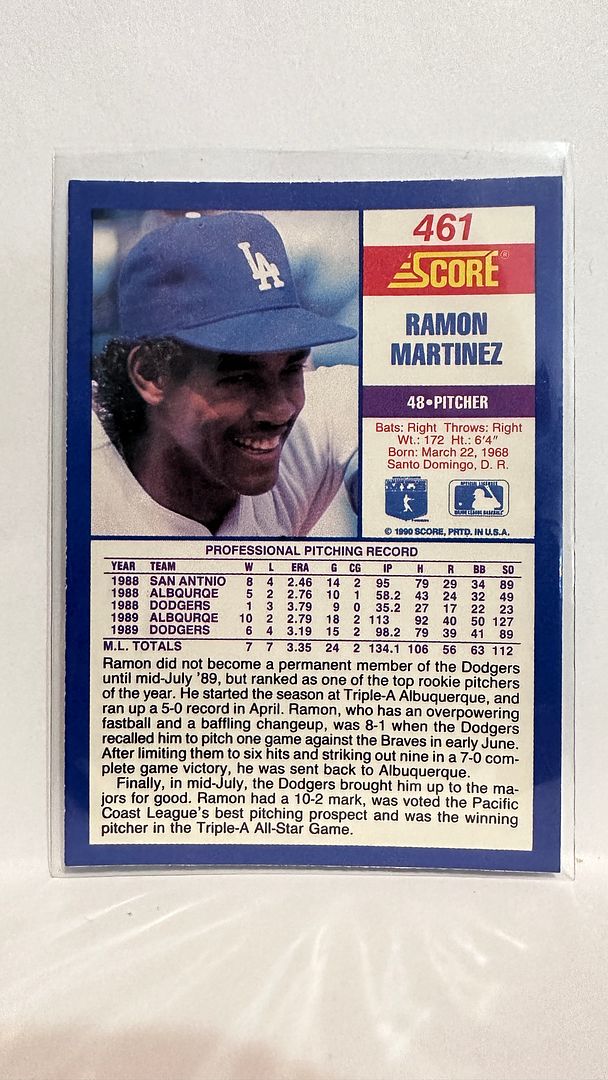 LA
461
SCORE®
RAMON
MARTINEZ
48•PITCHER
Bats: Right Throws: Right
Wt.: 172 Ht.: 6'4"
Born: March 22, 1968
Santo Domingo, D. R.
OFFICIAL LICENSEE
MAJOR LEAGUE BASEBALL
© 1990 SCORE, PRTD. IN U.S.A.
PROFESSIONAL PITCHING RECORD
YEAR TEAM W L ERA G CG IP H R BB SO
1988 SAN ANTNIO 8 4 2.46 14 2 95 79 29 34 89
1988 ALBQURQE 5 2 2.76 10 1 58.2 43 24 32 49
1988 DODGERS 1 3 3.79 9 0 35.2 27 17 22 23
1989 ALBQURQE 10 2 2.79 18 2 113 92 40 50 127
1989 DODGERS 6 4 3.19 15 2 98.2 79 39 41 89
M.L. TOTALS 7 7 3.35 24 2 134.1 106 56 63 112
Ramon did not become a permanent member of the Dodgers
until mid-July '89, but ranked as one of the top rookie pitchers
of the year. He started the season at Triple-A Albuquerque, and
ran up a 5-0 record in April. Ramon, who has an overpowering
fastball and a baffling changeup, was 8-1 when the Dodgers
recalled him to pitch one game against the Braves in early June.
After limiting them to six hits and striking out nine in a 7-0 com-
plete game victory, he was sent back to Albuquerque.
Finally, in mid-July, the Dodgers brought him up to the ma-
jors for good. Ramon had a 10-2 mark, was voted the Pacific
Coast League's best pitching prospect and was the winning
pitcher in the Triple-A All-Star Game.